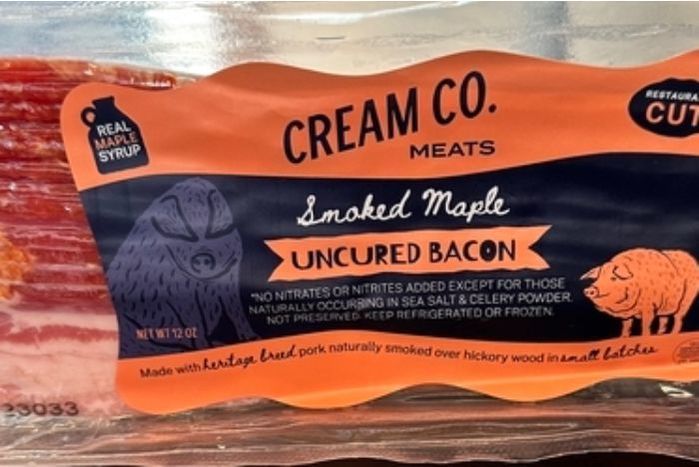 REAL
MAPLE
SYRUP
CREAM CO.
MEATS
CUT
Smoked Maple
UNCURED BACON
*NO NITRATES OR NITRITES ADDED EXCEPT FOR THOSE
NATURALLY OCCURRING IN SEA SALT & CELERY POWDER.
NOT PRESERVED. KEEP REFRIGERATED OR FROZEN.
NET WT 12 OZ
Made with heritage breed pork naturally smoked over hickory wood in small batches
23033